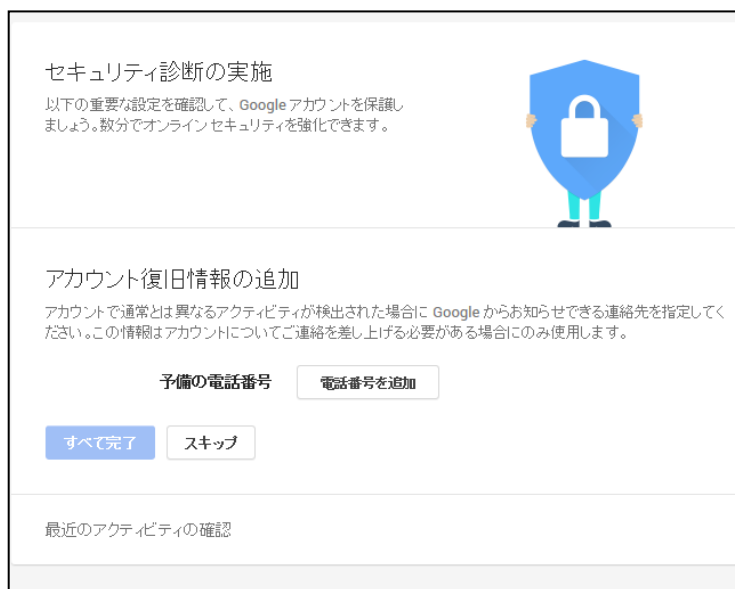 セキュリティ診断の実施
以下の重要な設定を確認して、Google アカウントを保護し
ましょう。数分でオンライン セキュリティを強化できます。
アカウント復旧情報の追加
アカウントで通常とは異なるアクティビティが検出された場合に Google からお知らせできる連絡先を指定してく
ださい。この情報はアカウントについてご連絡を差し上げる必要がある場合にのみ使用します。
予備の電話番号 電話番号を追加
すべて完了 スキップ
最近のアクティビティの確認